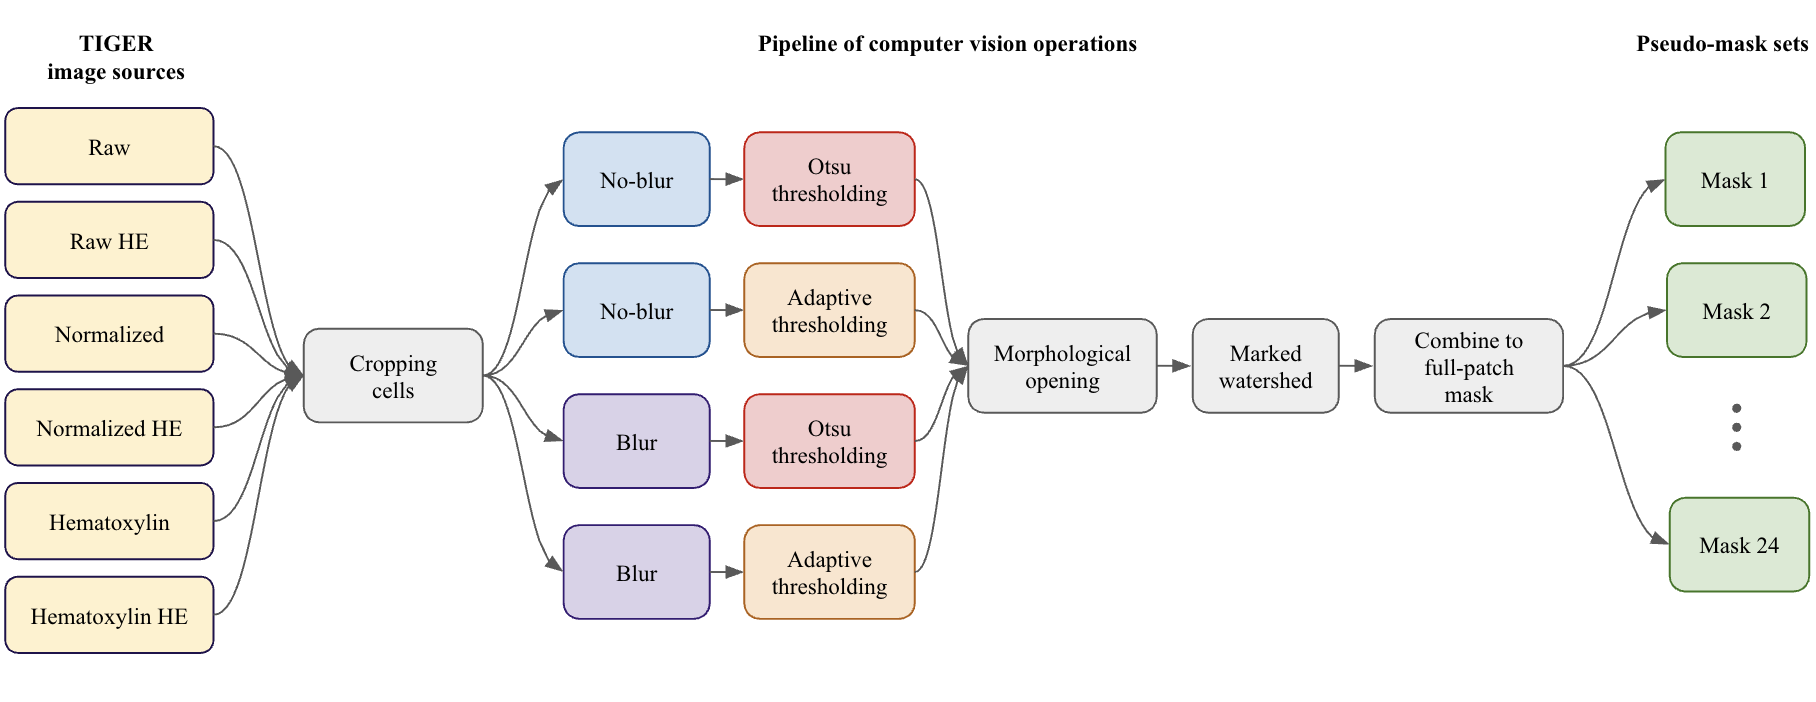 TIGER
image sources
Pipeline of computer vision operations
Pseudo-mask sets
Raw
Raw HE
Normalized
Normalized HE
Hematoxylin
Hematoxylin HE
Cropping
cells
No-blur
Otsu
thresholding
No-blur
Adaptive
thresholding
Blur
Otsu
thresholding
Blur
Adaptive
thresholding
Morphological
opening
Marked
watershed
Combine to
full-patch
mask
Mask 1
Mask 2
Mask 24